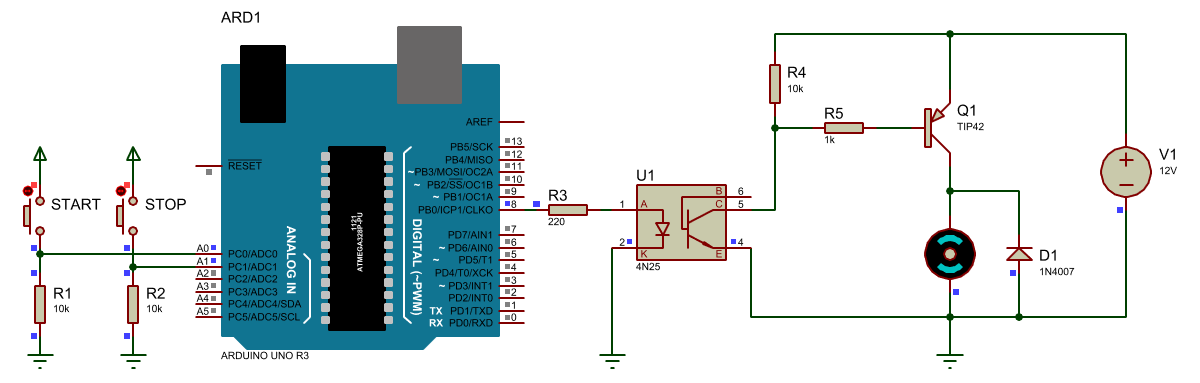 ARD1
START
STOP
RESET
AREF
PB5/SCK 13
PB4/MISO 12
~PB3/MOSI/OC2A 11
~ PB2/SS/OC1B 10
~ PB1/OC1A 9
PB0/ICP1/CLKO 8
PD7/AIN1 7
~ PD6/AIN0 6
~ PD5/T1 5
PD4/T0/XCK 4
~ PD3/INT1 3
PD2/INT0 2
TX PD1/TXD 1
RX PD0/RXD 0
A0 PC0/ADC0
A1 PC1/ADC1
A2 PC2/ADC2
A3 PC3/ADC3
A4 PC4/ADC4/SDA
A5 PC5/ADC5/SCL
ANALOG IN
DIGITAL (~PWM)
ATMEGA328P-PU
1121
ARDUINO UNO R3
R1
10k
R2
10k
R3
220
U1
1 A
2 K
B 6
C 5
E 4
4N25
R4
10k
R5
1k
Q1
TIP42
V1
12V
D1
1N4007